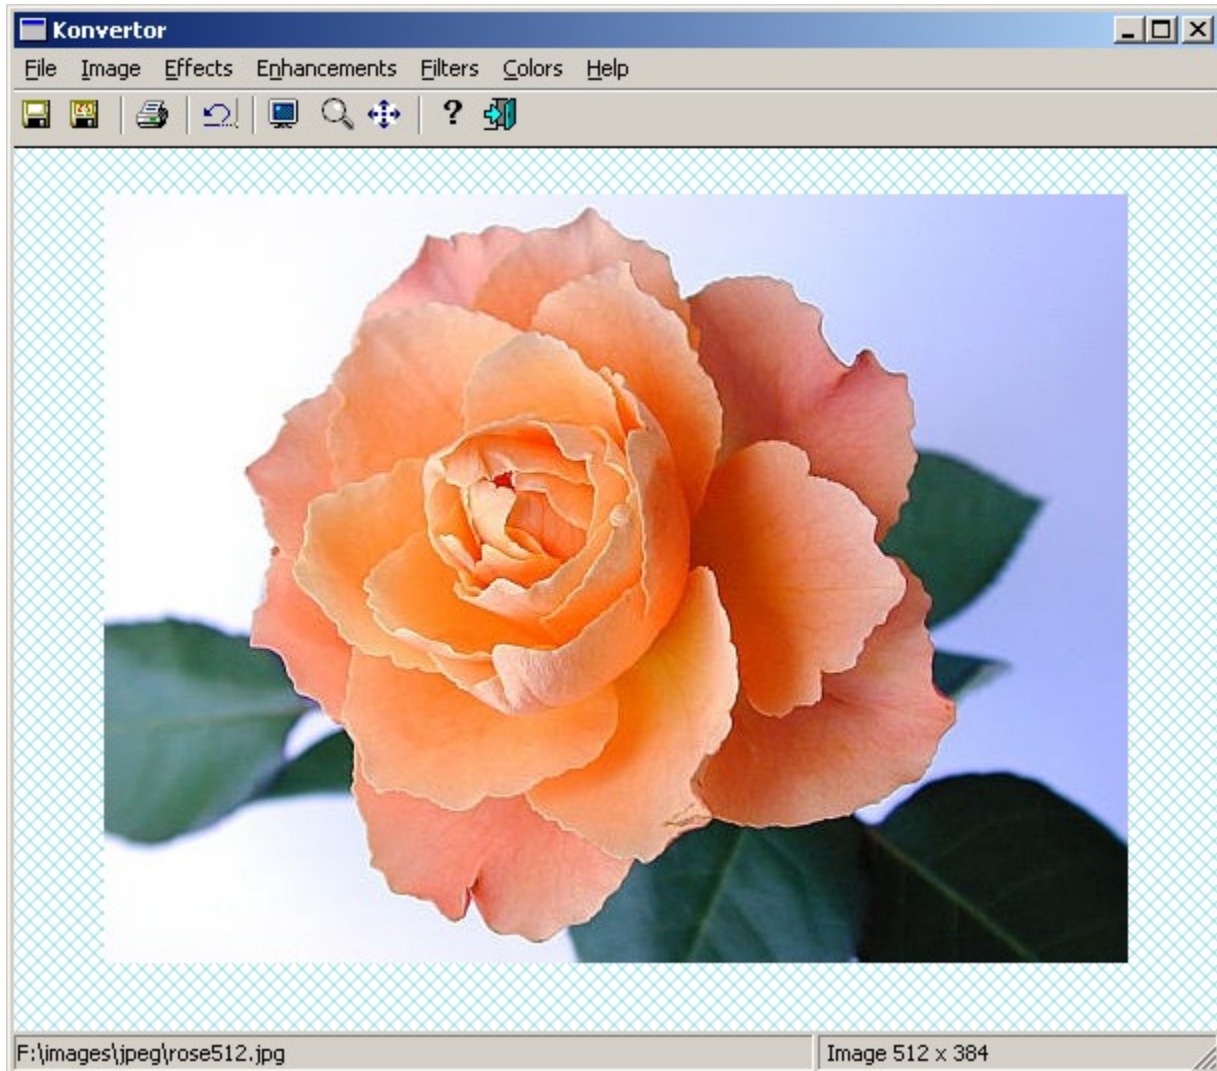 Konvertor
File Image Effects Enhancements Filters Colors Help
?
F:\images\jpeg\rose512.jpg
Image 512 x 384